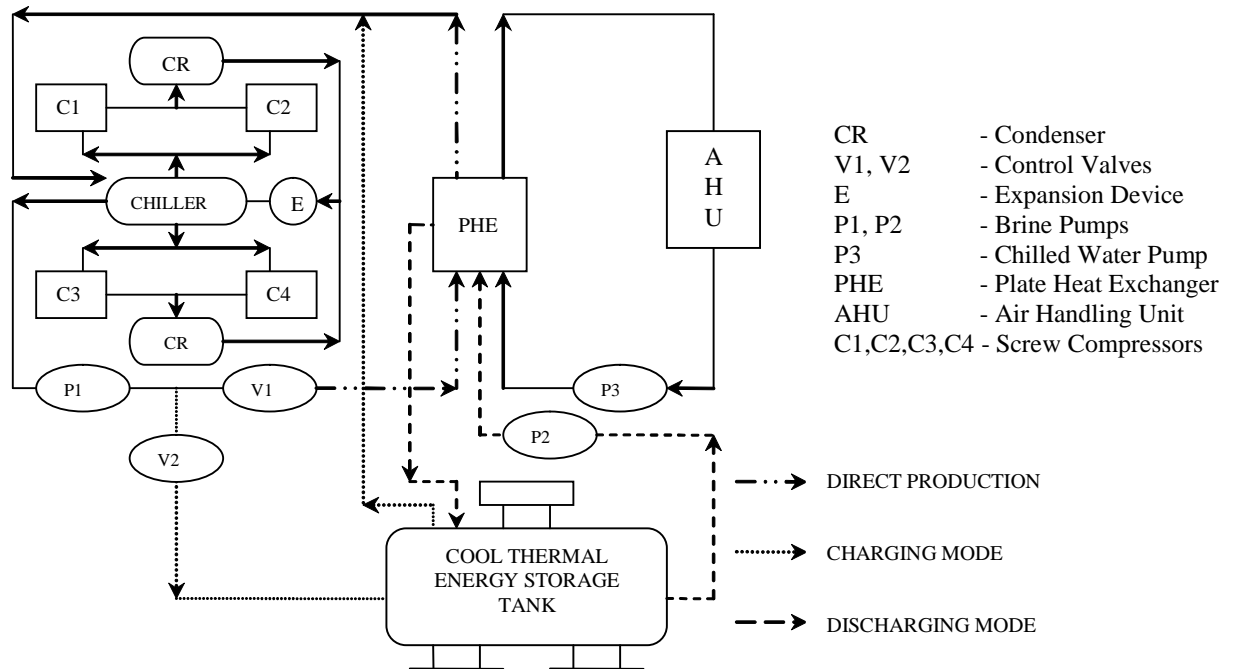 CR
C1
C2
CHILLER
E
C3
C4
CR
P1
V1
V2
PHE
A
H
U
P3
P2
COOL THERMAL
ENERGY STORAGE
TANK
CR - Condenser
V1, V2 - Control Valves
E - Expansion Device
P1, P2 - Brine Pumps
P3 - Chilled Water Pump
PHE - Plate Heat Exchanger
AHU - Air Handling Unit
C1,C2,C3,C4 - Screw Compressors
DIRECT PRODUCTION
CHARGING MODE
DISCHARGING MODE